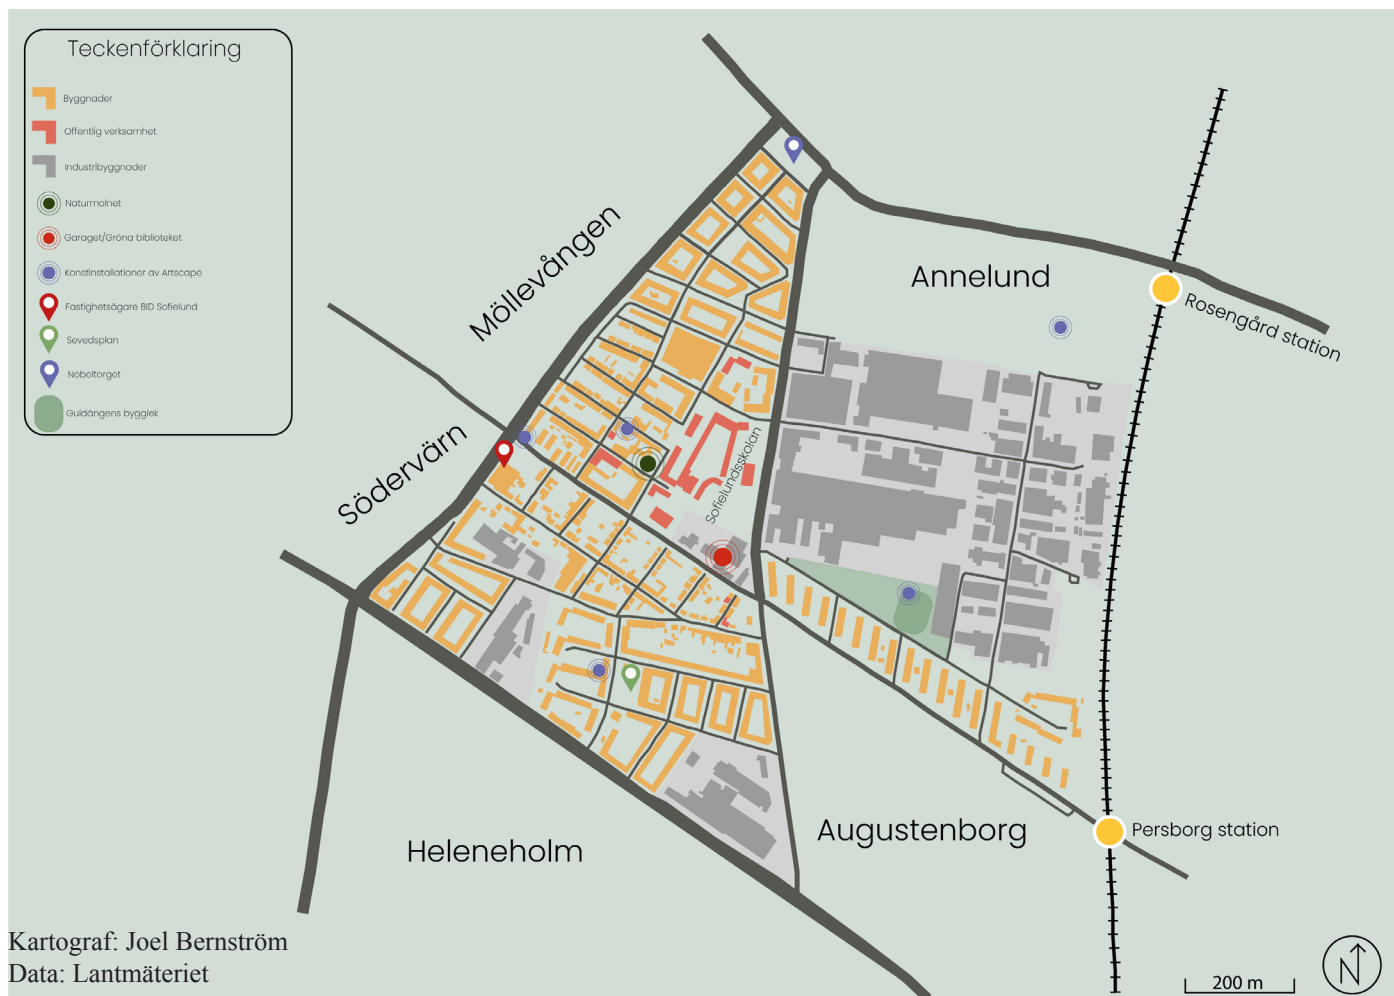 Teckenförklaring
Byggnader
Offentlig verksamhet
Industribyggnader
Naturmolnet
Garaget/Gröna biblioteket
Konstinstallationer av Artscape
Fastighetsägare BID Sofielund
Sevedsplan
Nobeltorget
Guldängens bygglek
Möllevången
Annelund
Rosengård station
Södervärn
Sofielundsskolan
Augustenborg
Persborg station
Heleneholm
Kartograf: Joel Bernström
Data: Lantmäteriet
200 m
N